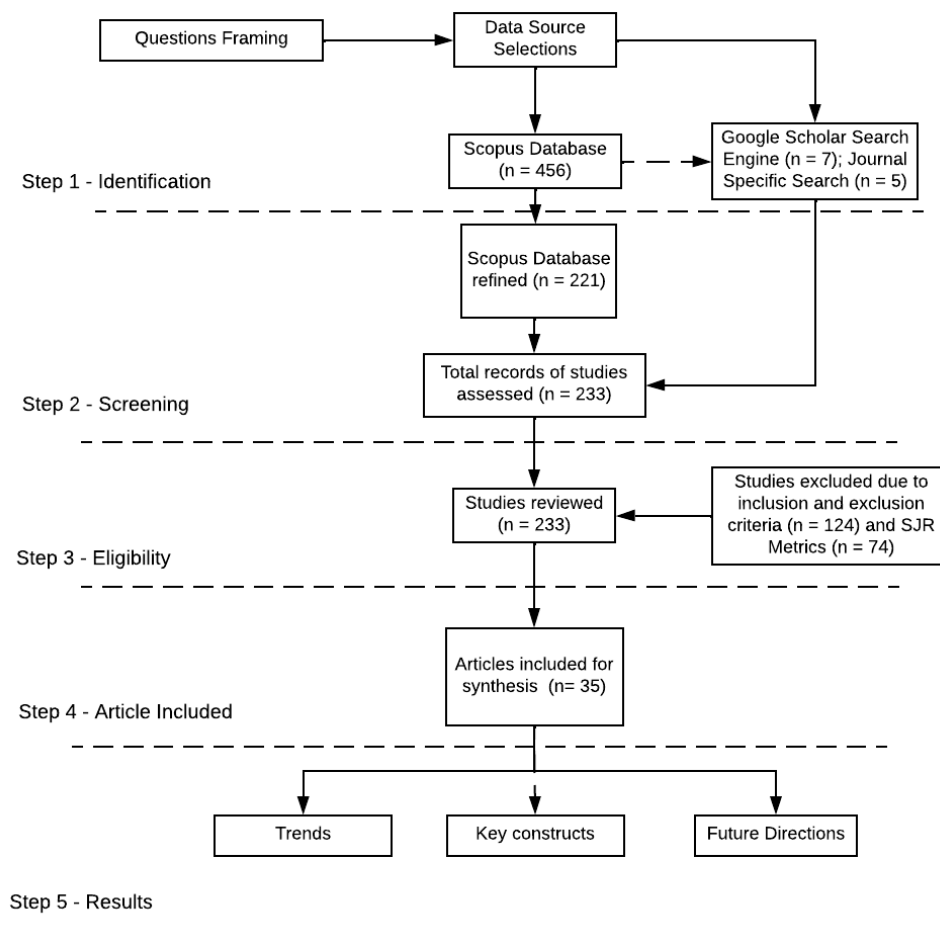 Questions Framing
Data Source
Selections
Scopus Database
(n = 456)
Google Scholar Search
Engine (n = 7); Journal
Specific Search (n = 5)
Step 1 - Identification
Scopus Database
refined (n = 221)
Total records of studies
assessed (n = 233)
Step 2 - Screening
Studies reviewed
(n = 233)
Studies excluded due to
inclusion and exclusion
criteria (n = 124) and SJR
Metrics (n = 74)
Step 3 - Eligibility
Articles included for
synthesis (n= 35)
Step 4 - Article Included
Trends
Key constructs
Future Directions
Step 5 - Results